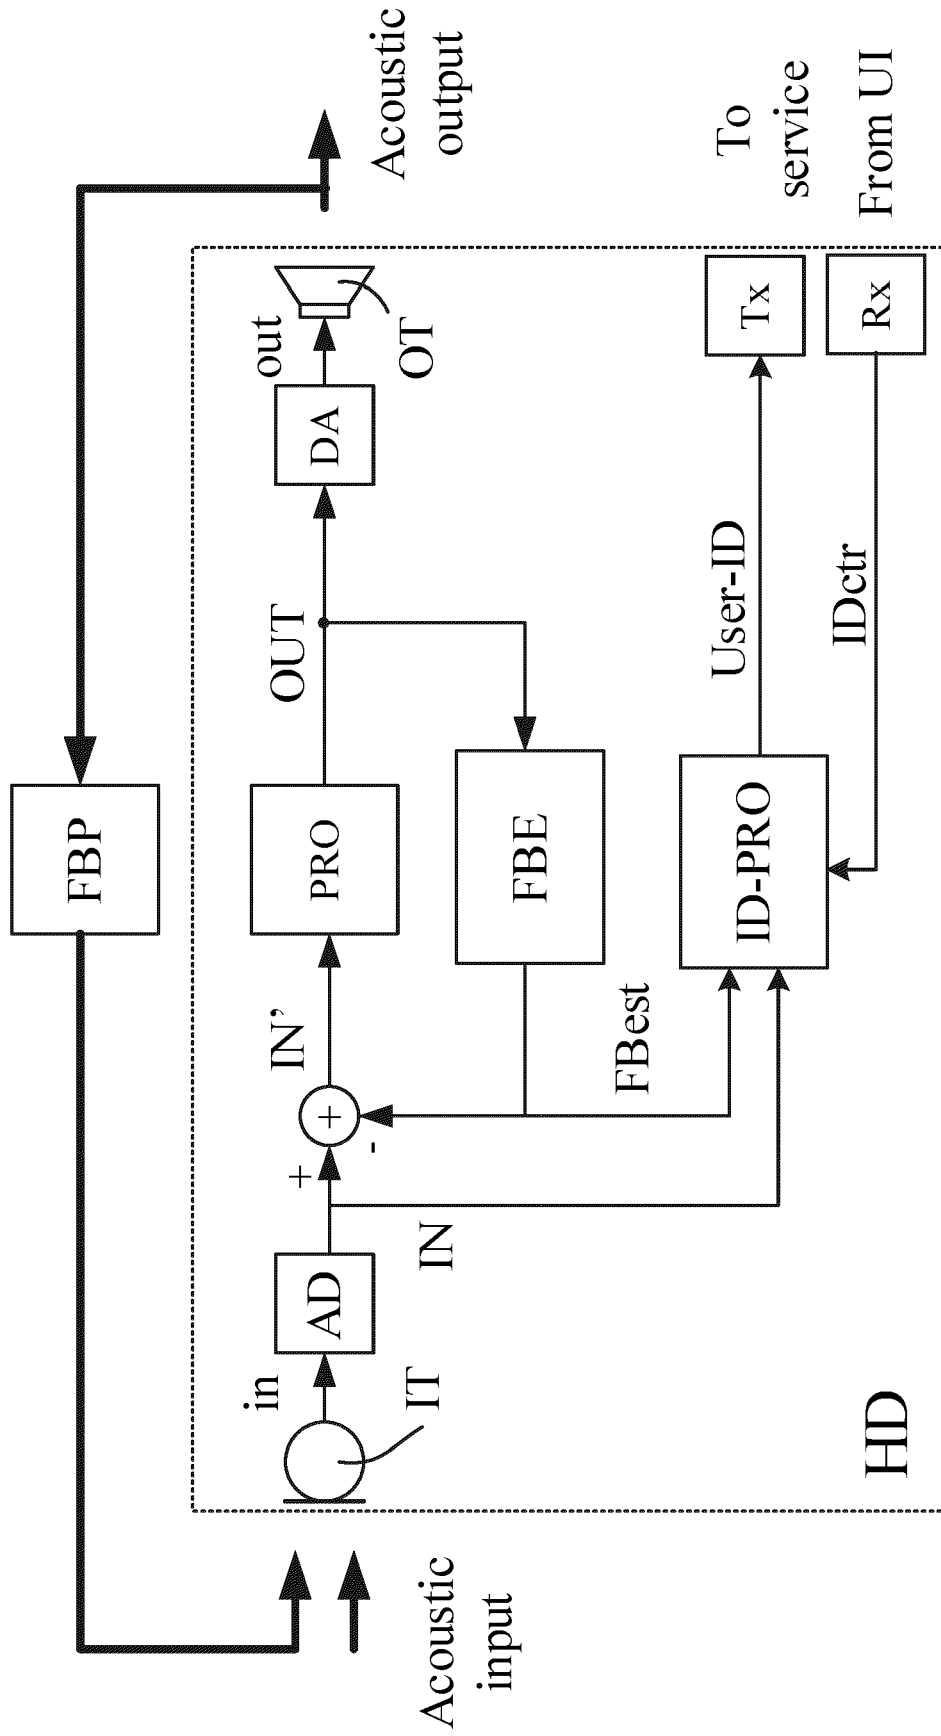 FBP
Acoustic
output
out
OT
DA
OUT
PRO
IN'
+
+
-
AD
in
IT
IN
Acoustic
input
FBE
FBest
ID-PRO
User-ID
IDctr
Tx
Rx
To
service
From UI
HD